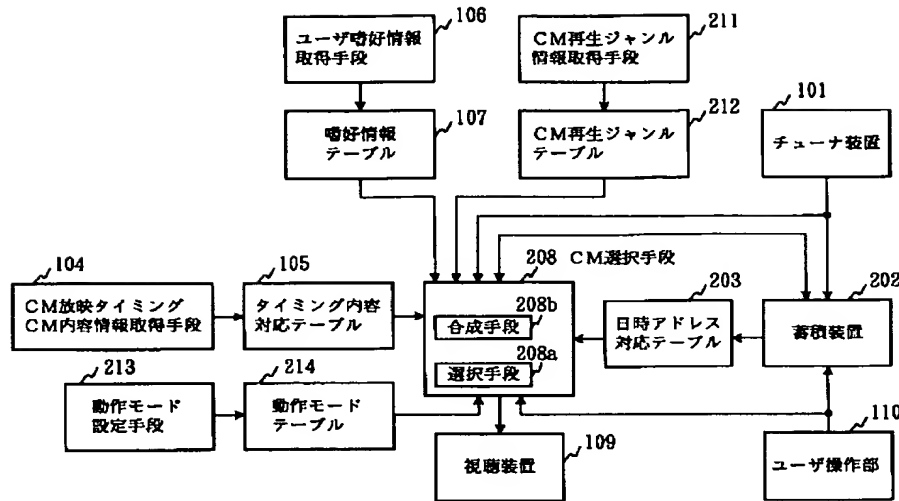 106
ユーザ嗜好情報
取得手段
211
CM再生ジャンル
情報取得手段
107
嗜好情報
テーブル
212
CM再生ジャンル
テーブル
101
チューナ装置
104
CM放映タイミング
CM内容情報取得手段
105
タイミング内容
対応テーブル
208 CM選択手段
208b
合成手段
208a
選択手段
203
日時アドレス
対応テーブル
202
蓄積装置
213
動作モード
設定手段
214
動作モード
テーブル
109
視聴装置
110
ユーザ操作部